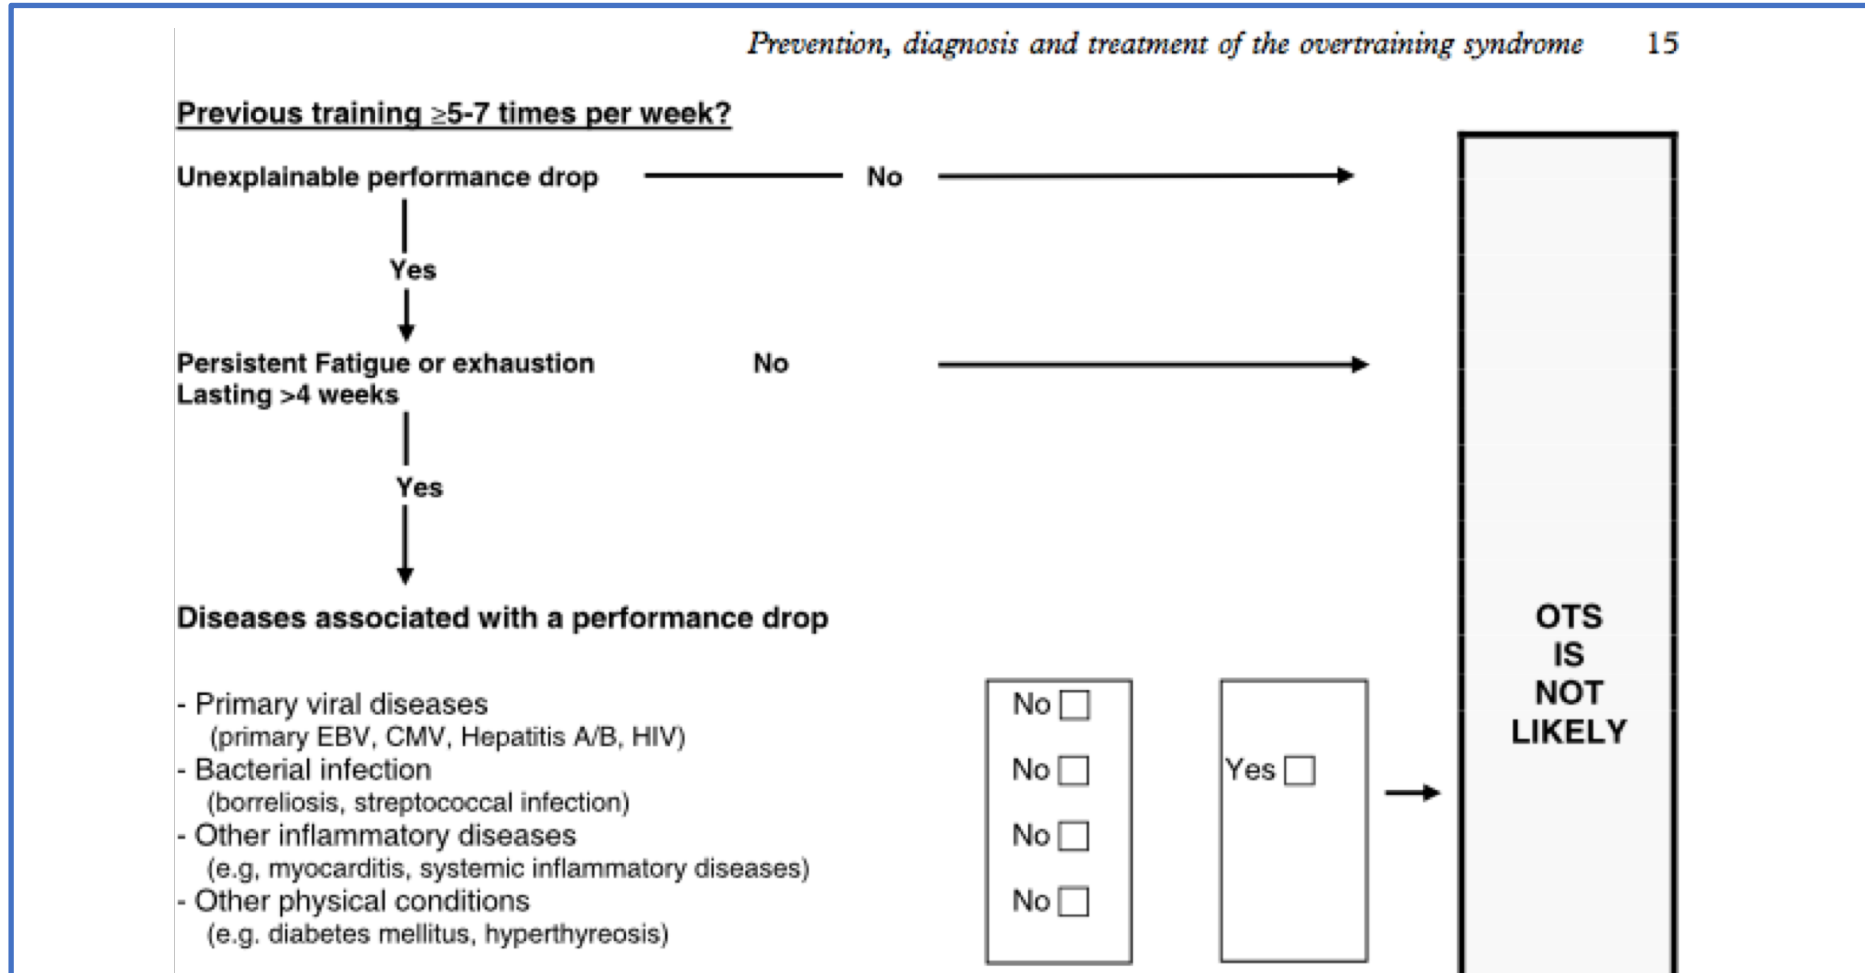 Prevention, diagnosis and treatment of the overtraining syndrome 15
Previous training ≥5-7 times per week?
Unexplainable performance drop No
Yes
Persistent Fatigue or exhaustion No
Lasting >4 weeks
Yes
Diseases associated with a performance drop
- Primary viral diseases No
(primary EBV, CMV, Hepatitis A/B, HIV)
- Bacterial infection No Yes
(borreliosis, streptococcal infection)
- Other inflammatory diseases No
(e.g, myocarditis, systemic inflammatory diseases)
- Other physical conditions No
(e.g. diabetes mellitus, hyperthyreosis)
OTS
IS
NOT
LIKELY